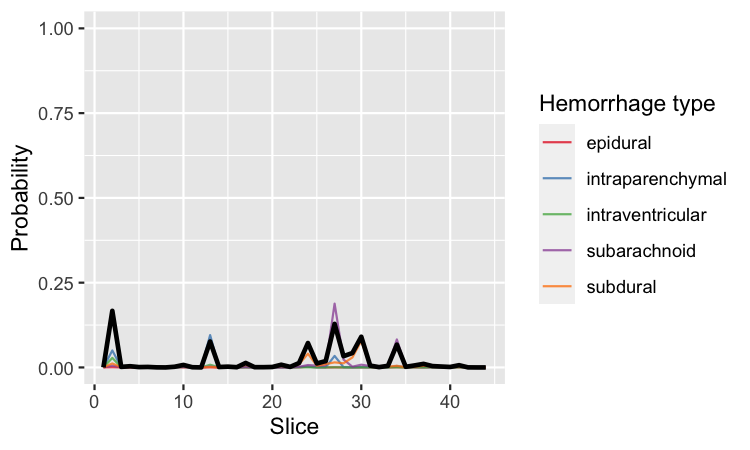 1.00
0.75
0.50
0.25
0.00
Probability
0 10 20 30 40
Slice
Hemorrhage type
epidural
intraparenchymal
intraventricular
subarachnoid
subdural